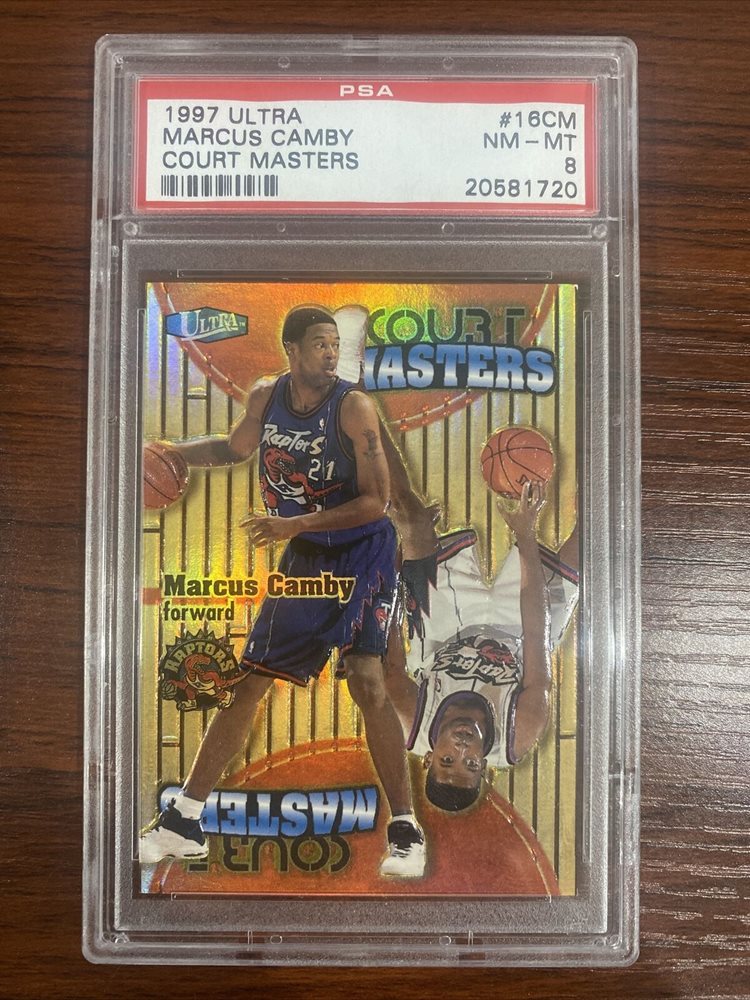 PSA
1997 ULTRA #16CM
MARCUS CAMBY NM - MT
COURT MASTERS 8
20581720
ULTRA™
COURT
MASTERS
RAPTORS
21
Marcus Camby
forward
RAPTORS
RAPTORS
MASTERS
COURT